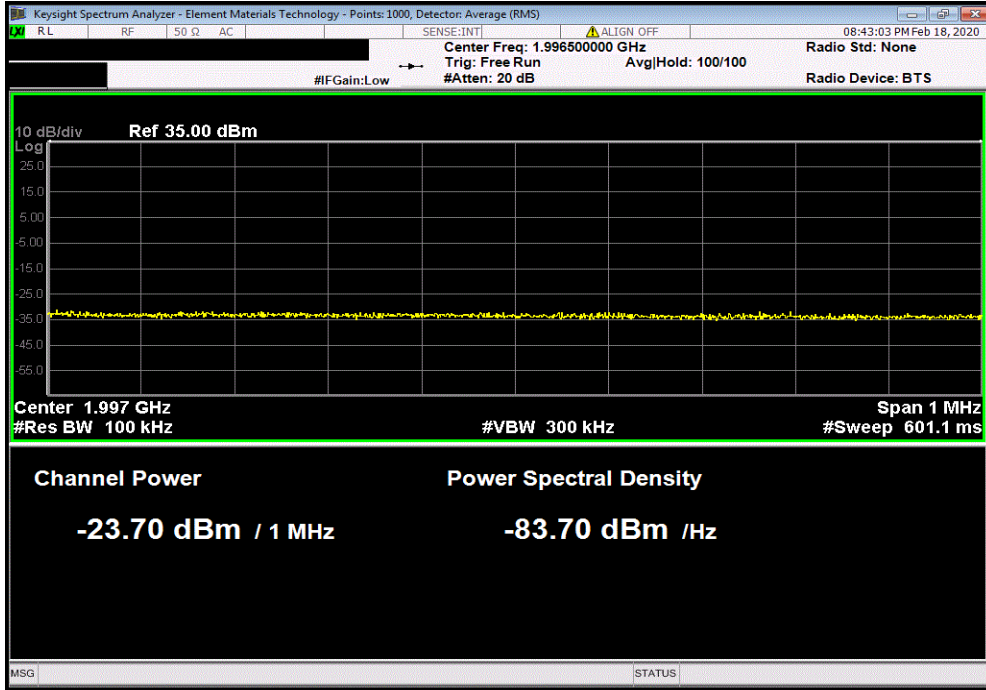 Keysight Spectrum Analyzer - Element Materials Technology - Points: 1000, Detector: Average (RMS)
LXI RL RF 50 Ω AC SENSE:INT ALIGN OFF 08:43:03 PM Feb 18, 2020
Center Freq: 1.996500000 GHz Radio Std: None
Trig: Free Run Avg|Hold: 100/100
#IFGain:Low #Atten: 20 dB Radio Device: BTS
10 dB/div Ref 35.00 dBm
Log
25.0
15.0
5.00
-5.00
-15.0
-25.0
-35.0
-45.0
-55.0
Center 1.997 GHz Span 1 MHz
#Res BW 100 kHz #VBW 300 kHz #Sweep 601.1 ms
Channel Power Power Spectral Density
-23.70 dBm / 1 MHz -83.70 dBm /Hz
MSG STATUS